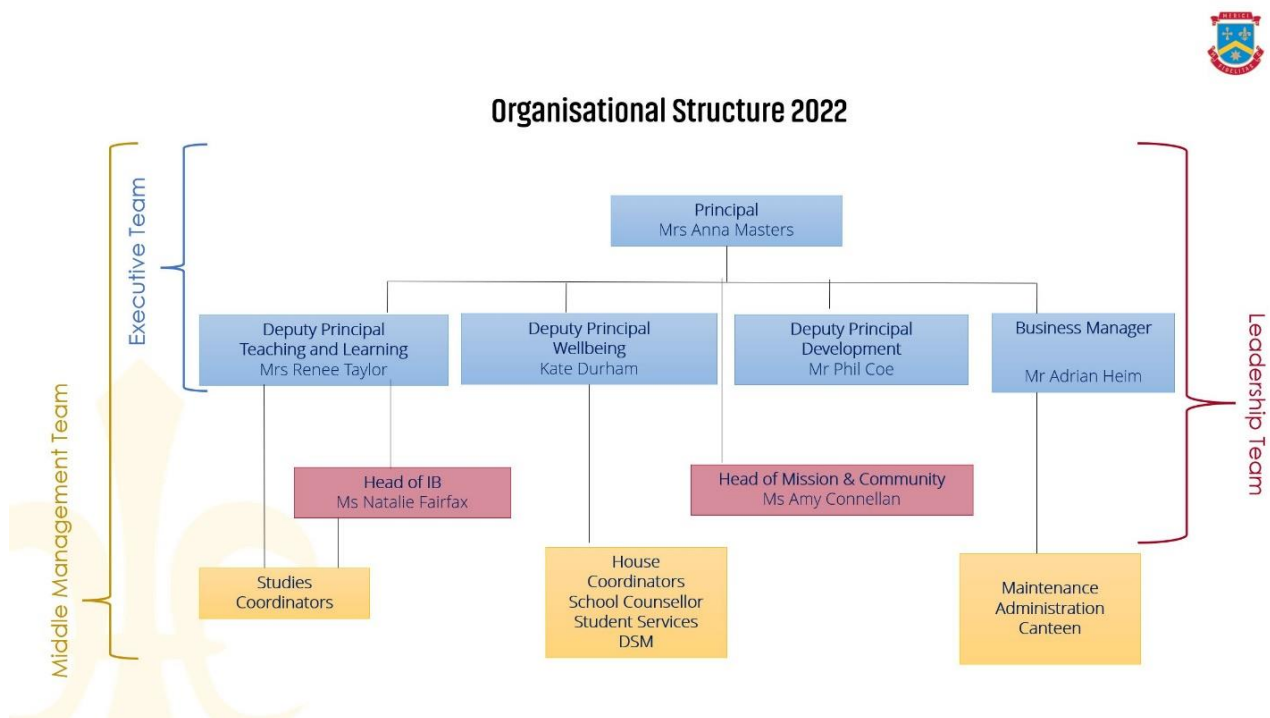 MERICI
FIDELITAS
Organisational Structure 2022
Executive Team
Middle Management Team
Leadership Team
Principal
Mrs Anna Masters
Deputy Principal
Teaching and Learning
Mrs Renee Taylor
Deputy Principal
Wellbeing
Kate Durham
Deputy Principal
Development
Mr Phil Coe
Business Manager
Mr Adrian Heim
Head of IB
Ms Natalie Fairfax
Head of Mission & Community
Ms Amy Connellan
Studies
Coordinators
House
Coordinators
School Counsellor
Student Services
DSM
Maintenance
Administration
Canteen